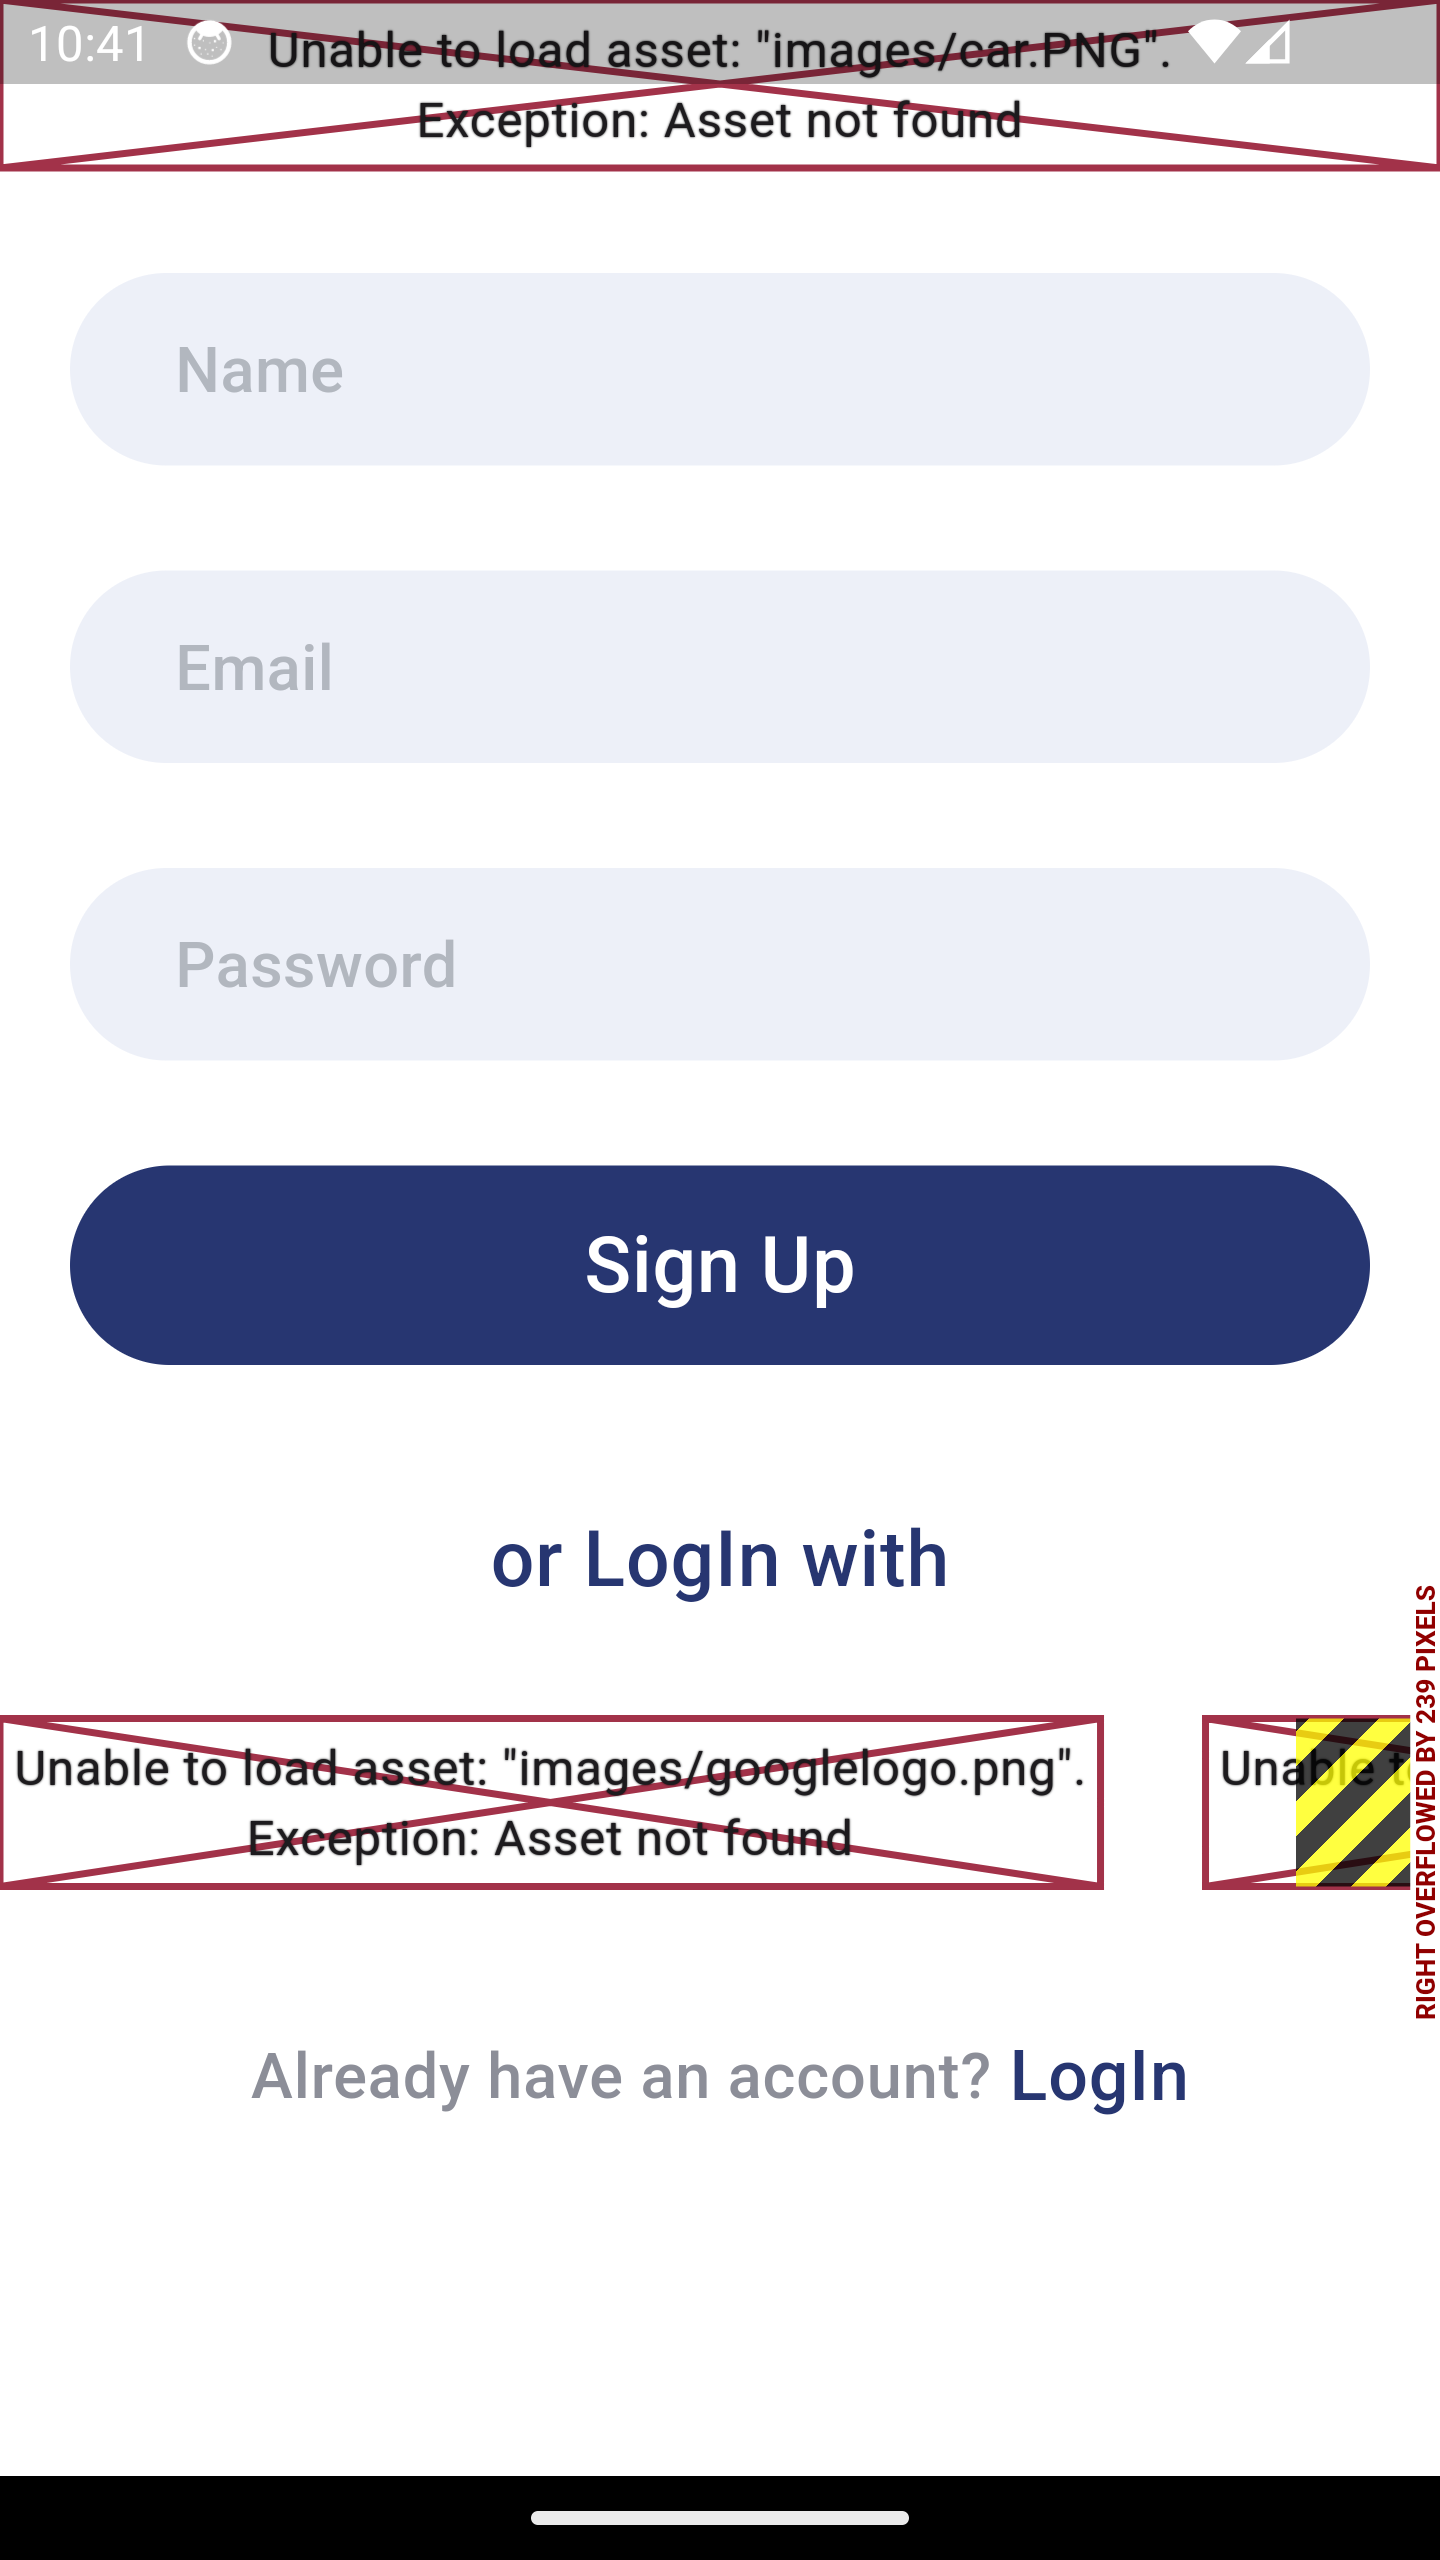 10:41
Unable to load asset: "images/car.PNG".
Exception: Asset not found
Name
Email
Password
Sign Up
or LogIn with
Unable to load asset: "images/googlelogo.png".
Exception: Asset not found
Unable
RIGHT OVERFLOWED BY 239 PIXELS
Already have an account? LogIn